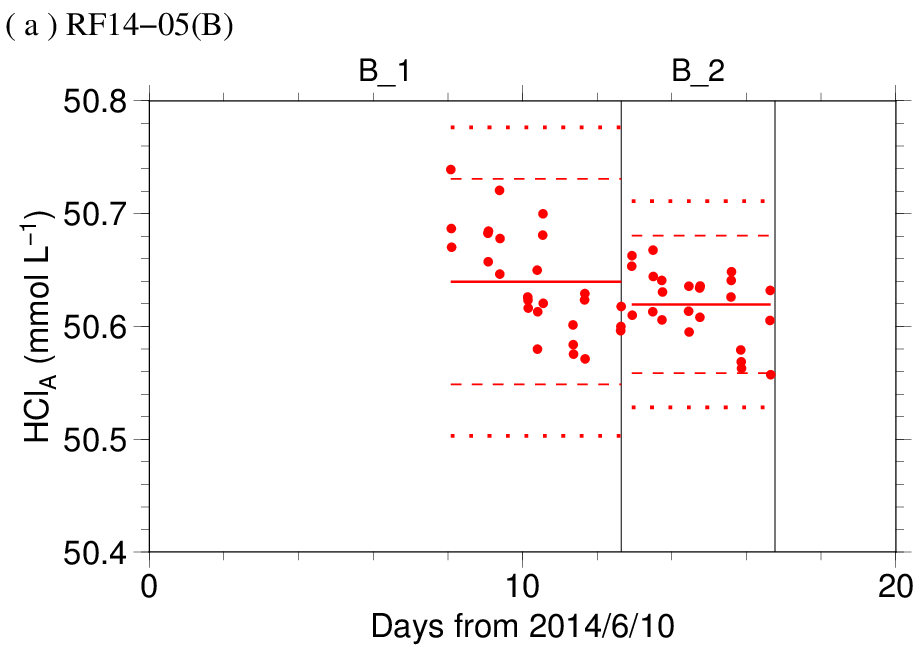 ( a ) RF14−05(B)
B_1 B_2
50.8
50.7
50.6
50.5
50.4
HClA (mmol L−1)
0 10 20
Days from 2014/6/10